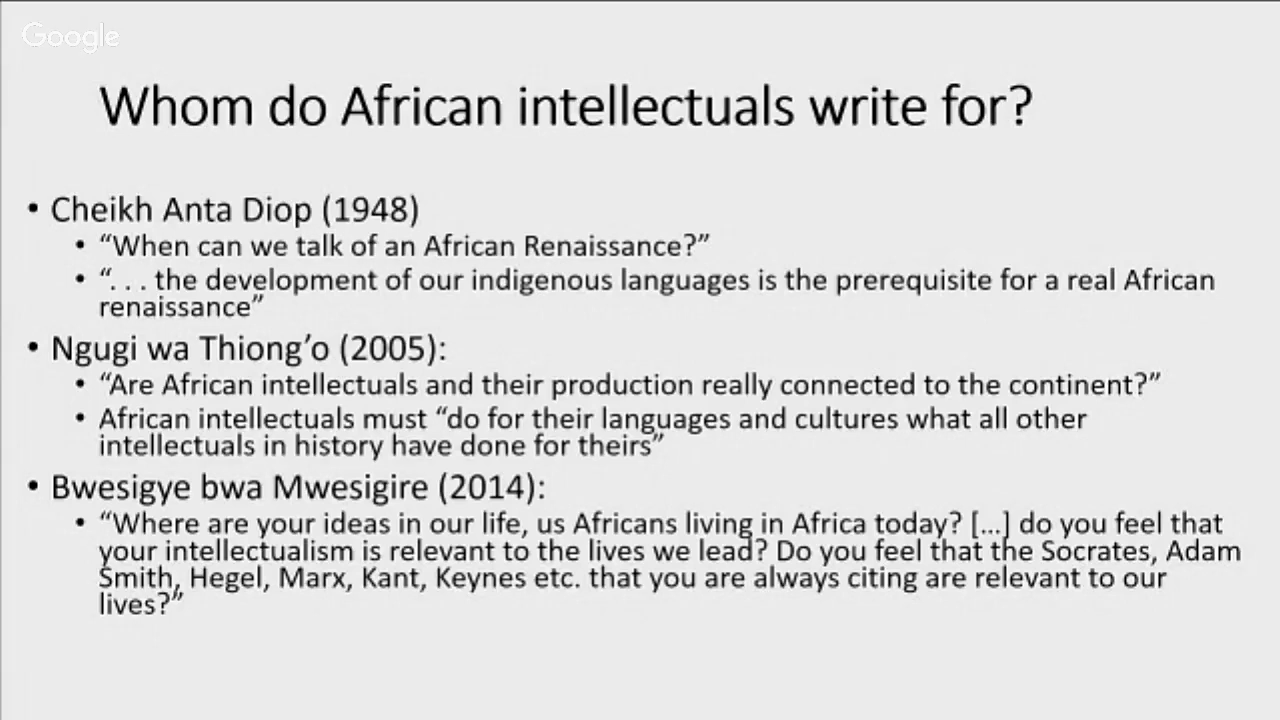 Google
Whom do African intellectuals write for?
• Cheikh Anta Diop (1948)
• “When can we talk of an African Renaissance?”
• “. . . the development of our indigenous languages is the prerequisite for a real African
renaissance”
• Ngugi wa Thiong’o (2005):
• “Are African intellectuals and their production really connected to the continent?”
• African intellectuals must “do for their languages and cultures what all other
intellectuals in history have done for theirs”
• Bwesigye bwa Mwesigire (2014):
• “Where are your ideas in our life, us Africans living in Africa today? […] do you feel that
your intellectualism is relevant to the lives we lead? Do you feel that the Socrates, Adam
Smith, Hegel, Marx, Kant, Keynes etc. that you are always citing are relevant to our
lives?”